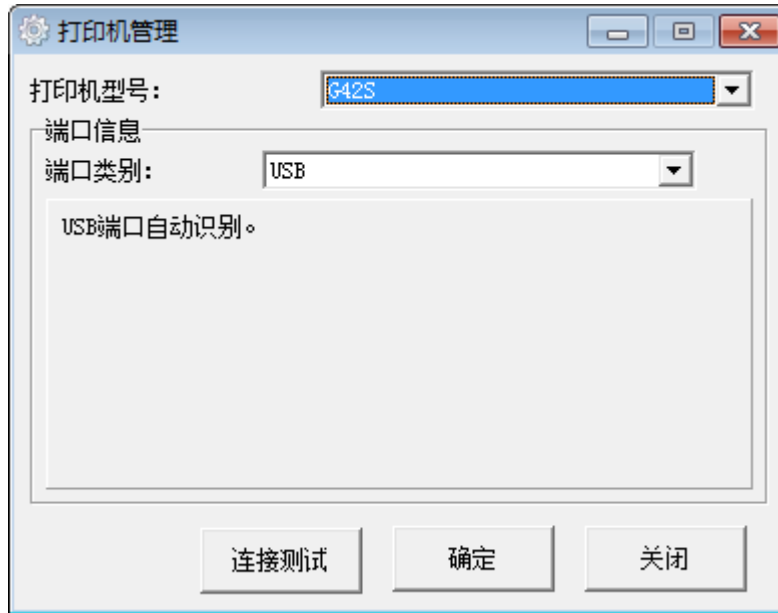 打印机管理
打印机型号: G42S
端口信息
端口类别: USB
USB端口自动识别。
连接测试 确定 关闭